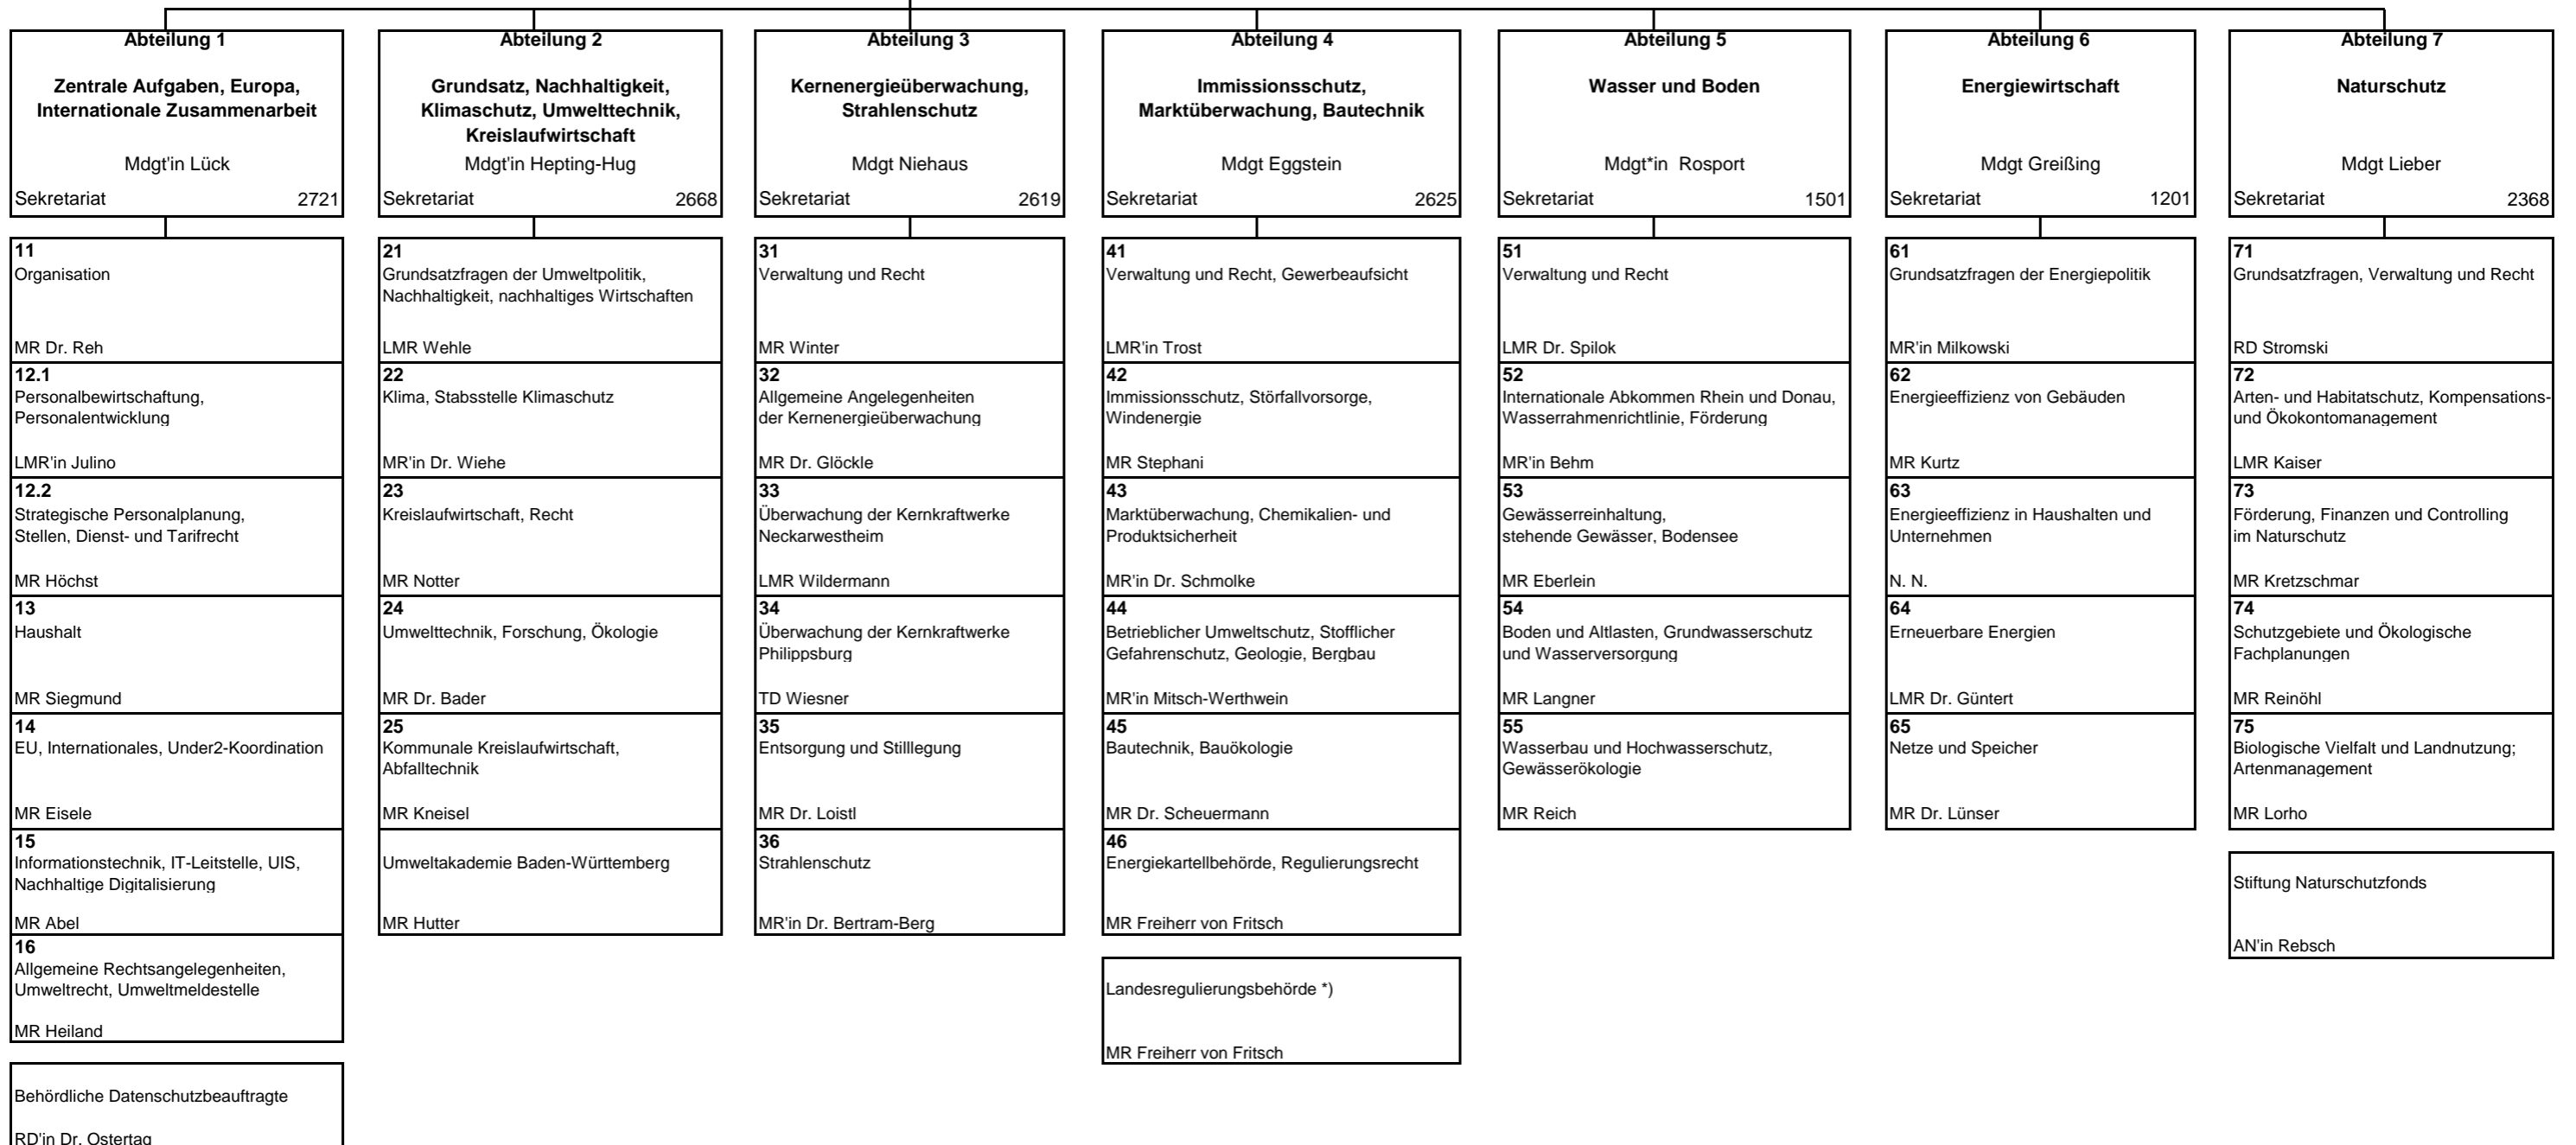 Abteilung 1
Zentrale Aufgaben, Europa,
Internationale Zusammenarbeit
Mdgt'in Lück
Sekretariat 2721
11
Organisation
MR Dr. Reh
12.1
Personalbewirtschaftung,
Personalentwicklung
LMR'in Julino
12.2
Strategische Personalplanung,
Stellen, Dienst- und Tarifrecht
MR Höchst
13
Haushalt
MR Siegmund
14
EU, Internationales, Under2-Koordination
MR Eisele
15
Informationstechnik, IT-Leitstelle, UIS,
Nachhaltige Digitalisierung
MR Abel
16
Allgemeine Rechtsangelegenheiten,
Umweltrecht, Umweltmeldestelle
MR Heiland
Behördliche Datenschutzbeauftragte
RD'in Dr. Ostertag
Abteilung 2
Grundsatz, Nachhaltigkeit,
Klimaschutz, Umwelttechnik,
Kreislaufwirtschaft
Mdgt'in Hepting-Hug
Sekretariat 2668
21
Grundsatzfragen der Umweltpolitik,
Nachhaltigkeit, nachhaltiges Wirtschaften
LMR Wehle
22
Klima, Stabsstelle Klimaschutz
MR'in Dr. Wiehe
23
Kreislaufwirtschaft, Recht
MR Notter
24
Umwelttechnik, Forschung, Ökologie
MR Dr. Bader
25
Kommunale Kreislaufwirtschaft,
Abfalltechnik
MR Kneisel
Umweltakademie Baden-Württemberg
MR Hutter
Abteilung 3
Kernenergieüberwachung,
Strahlenschutz
Mdgt Niehaus
Sekretariat 2619
31
Verwaltung und Recht
MR Winter
32
Allgemeine Angelegenheiten
der Kernenergieüberwachung
MR Dr. Glöckle
33
Überwachung der Kernkraftwerke
Neckarwestheim
LMR Wildermann
34
Überwachung der Kernkraftwerke
Philippsburg
TD Wiesner
35
Entsorgung und Stilllegung
MR Dr. Loistl
36
Strahlenschutz
MR'in Dr. Bertram-Berg
Abteilung 4
Immissionsschutz,
Marktüberwachung, Bautechnik
Mdgt Eggstein
Sekretariat 2625
41
Verwaltung und Recht, Gewerbeaufsicht
LMR'in Trost
42
Immissionsschutz, Störfallvorsorge,
Windenergie
MR Stephani
43
Marktüberwachung, Chemikalien- und
Produktsicherheit
MR'in Dr. Schmolke
44
Betrieblicher Umweltschutz, Stofflicher
Gefahrenschutz, Geologie, Bergbau
MR'in Mitsch-Werthwein
45
Bautechnik, Bauökologie
MR Dr. Scheuermann
46
Energiekartellbehörde, Regulierungsrecht
MR Freiherr von Fritsch
Landesregulierungsbehörde *)
MR Freiherr von Fritsch
Abteilung 5
Wasser und Boden
Mdgt*in Rosport
Sekretariat 1501
51
Verwaltung und Recht
LMR Dr. Spilok
52
Internationale Abkommen Rhein und Donau,
Wasserrahmenrichtlinie, Förderung
MR'in Behm
53
Gewässerreinhaltung,
stehende Gewässer, Bodensee
MR Eberlein
54
Boden und Altlasten, Grundwasserschutz
und Wasserversorgung
MR Langner
55
Wasserbau und Hochwasserschutz,
Gewässerökologie
MR Reich
Abteilung 6
Energiewirtschaft
Mdgt Greißing
Sekretariat 1201
61
Grundsatzfragen der Energiepolitik
MR'in Milkowski
62
Energieeffizienz von Gebäuden
MR Kurtz
63
Energieeffizienz in Haushalten und
Unternehmen
N. N.
64
Erneuerbare Energien
LMR Dr. Güntert
65
Netze und Speicher
MR Dr. Lünser
Abteilung 7
Naturschutz
Mdgt Lieber
Sekretariat 2368
71
Grundsatzfragen, Verwaltung und Recht
RD Stromski
72
Arten- und Habitatschutz, Kompensations-
und Ökokontomanagement
LMR Kaiser
73
Förderung, Finanzen und Controlling
im Naturschutz
MR Kretzschmar
74
Schutzgebiete und Ökologische
Fachplanungen
MR Reinöhl
75
Biologische Vielfalt und Landnutzung;
Artenmanagement
MR Lorho
Stiftung Naturschutzfonds
AN'in Rebsch